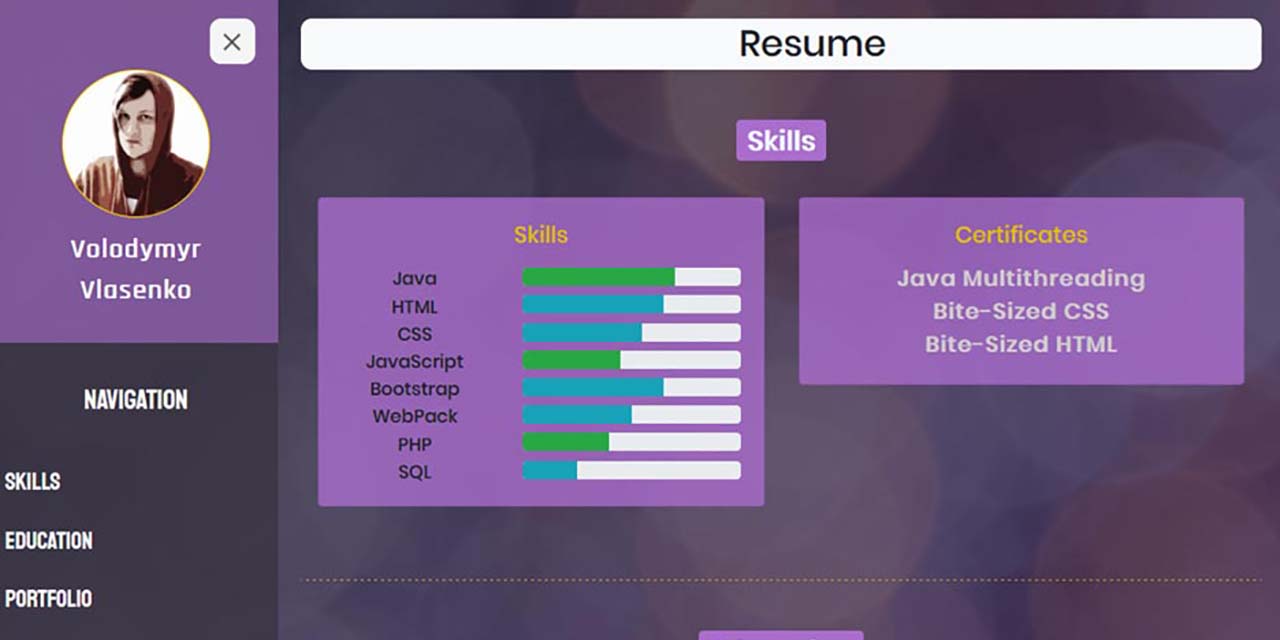 Volodymyr
Vlasenko
NAVIGATION
SKILLS
EDUCATION
PORTFOLIO
Resume
Skills
Skills
Java
HTML
CSS
JavaScript
Bootstrap
WebPack
PHP
SQL
Certificates
Java Multithreading
Bite-Sized CSS
Bite-Sized HTML